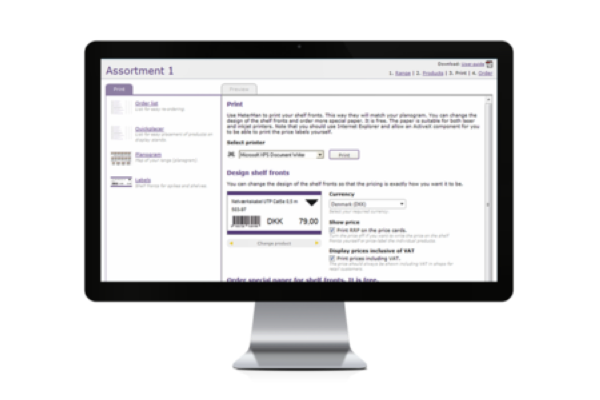 Download: user guide
Assortment 1
1. Range | 2. Products | 3. Print | 4. Order
Print
Preview
Order list
List for easy reordering.
Quickplacer
List for easy placement of products on
display stands
Planogram
Map of your range (planogram)
Labels
Shelf fronts for spikes and shelves
Print
Use MeterMan to print your shelf fronts. This way they will match your planogram. You can change the
design of the shelf fronts and order more special paper. It is free. The paper is suitable for both laser
and inkjet printers. Note that you should use Internet Explorer and allow an ActiveX component for you
to be able to print the price labels yourself.
Select printer
Microsoft XPS Document Writer
Print
Design shelf fronts
You can change the design of the shelf fronts so that the pricing is exactly how you want it to be.
DKK 79,00
Change product
Currency
Denmark (DKK)
Select your required currency.
Show price
Print RRP on the price cards.
Display prices inclusive of VAT
Print prices including VAT.
Order special paper for shelf fronts. It is free.